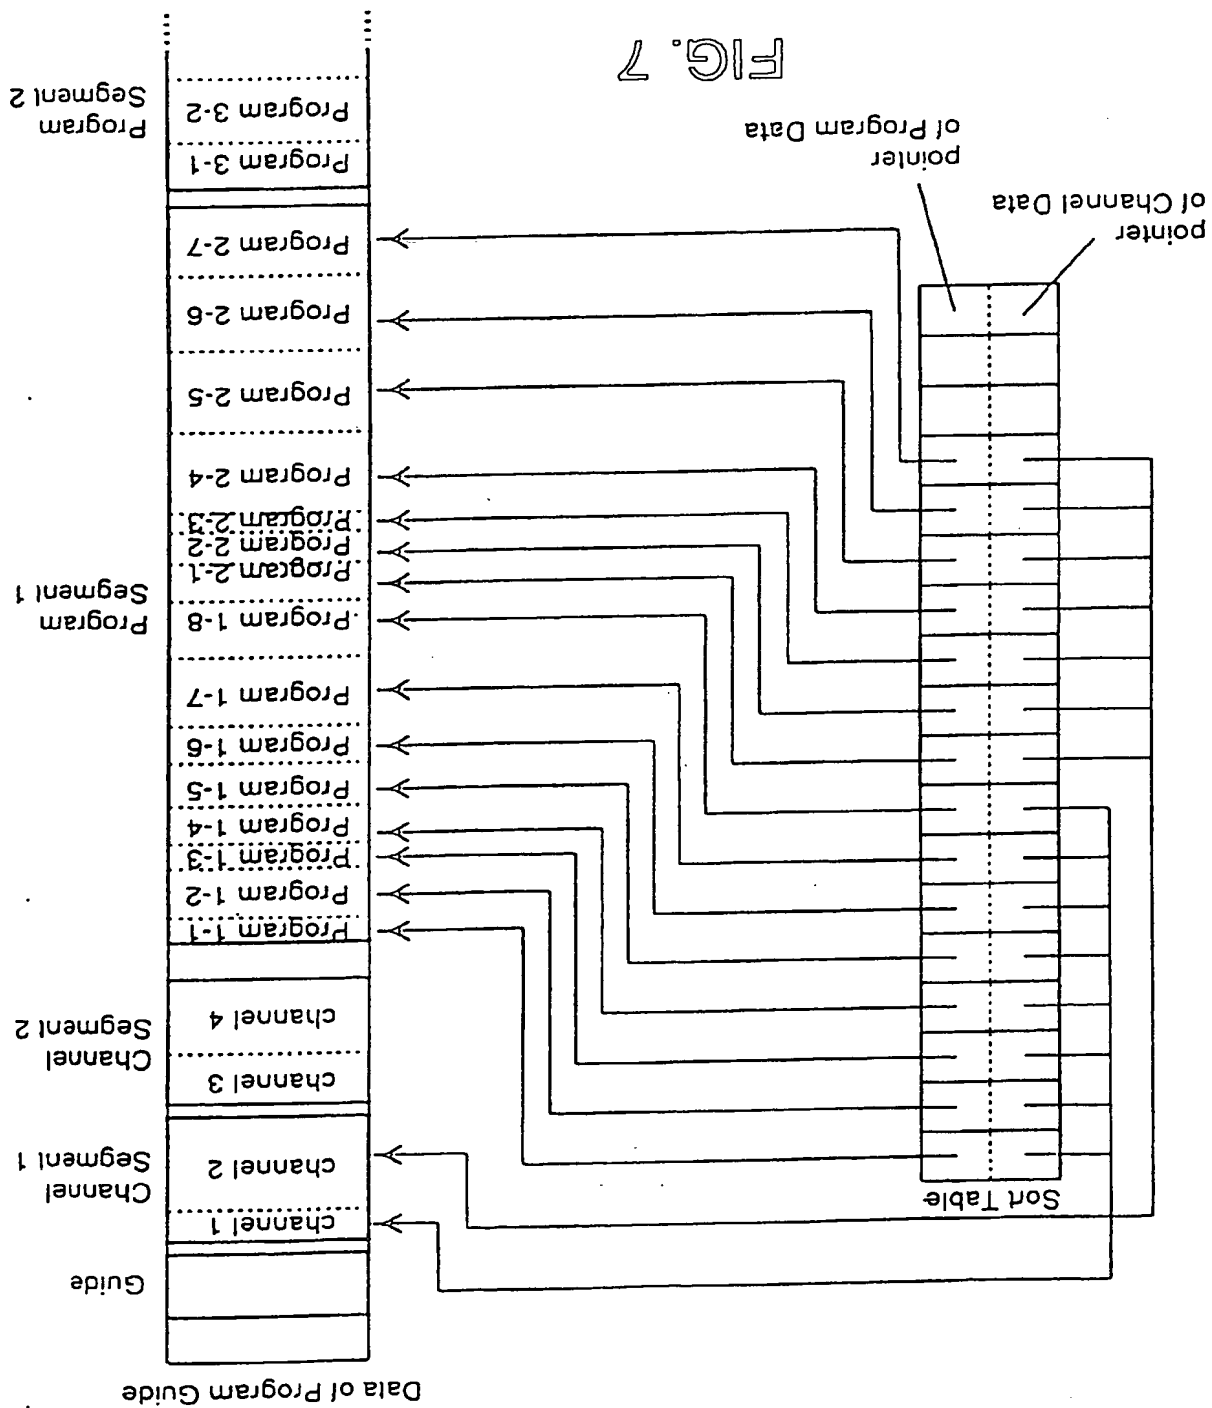 Data of Program Guide
Guide
Channel
Segment 1
channel 1
channel 2
Channel
Segment 2
channel 3
channel 4
Program
Segment 1
Program 1-1
Program 1-2
Program 1-3
Program 1-4
Program 1-5
Program 1-6
Program 1-7
Program 1-8
Program 2-1
Program 2-2
Program 2-3
Program 2-4
Program 2-5
Program 2-6
Program 2-7
Program
Segment 2
Program 3-1
Program 3-2
Sort Table
pointer
of Channel Data
pointer
of Program Data
FIG. 7